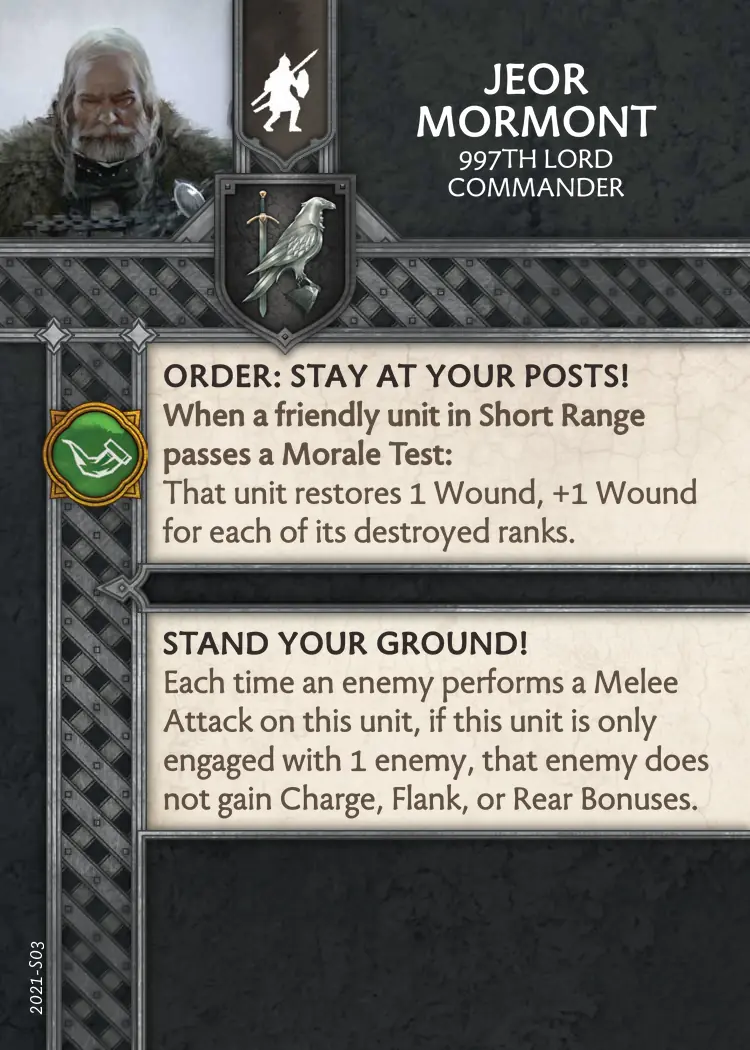 JEOR
MORMONT
997TH LORD
COMMANDER
ORDER: STAY AT YOUR POSTS!
When a friendly unit in Short Range
passes a Morale Test:
That unit restores 1 Wound, +1 Wound
for each of its destroyed ranks.
STAND YOUR GROUND!
Each time an enemy performs a Melee
Attack on this unit, if this unit is only
engaged with 1 enemy, that enemy does
not gain Charge, Flank, or Rear Bonuses.
2021-S03